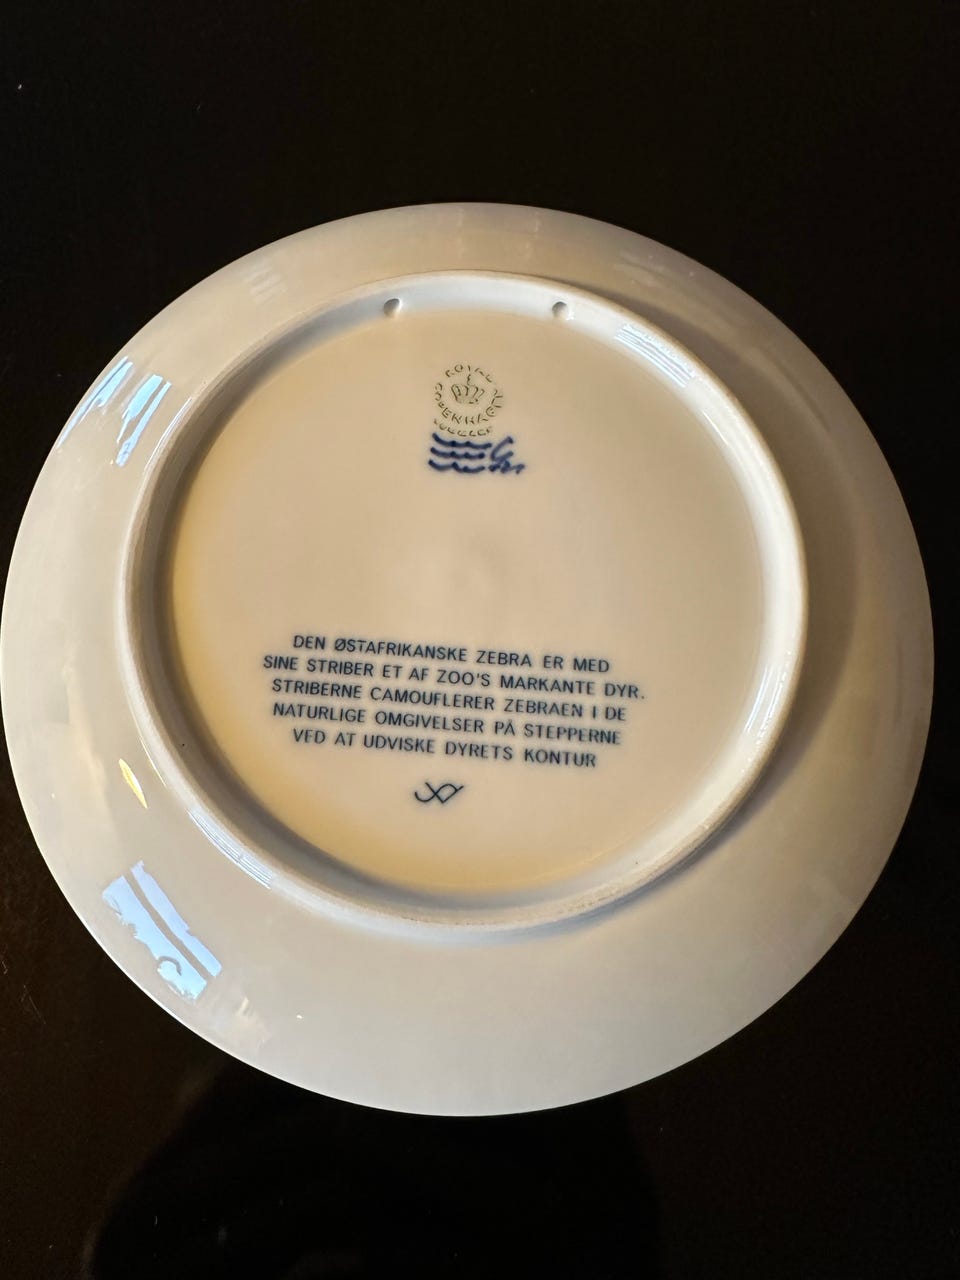 ROYAL COPENHAGEN
DEN ØSTAFRIKANSKE ZEBRA ER MED
SINE STRIBER ET AF ZOO'S MARKANTE DYR.
STRIBERNE CAMOUFLERER ZEBRAEN I DE
NATURLIGE OMGIVELSER PÅ STEPPERNE
VED AT UDVISKE DYRETS KONTUR